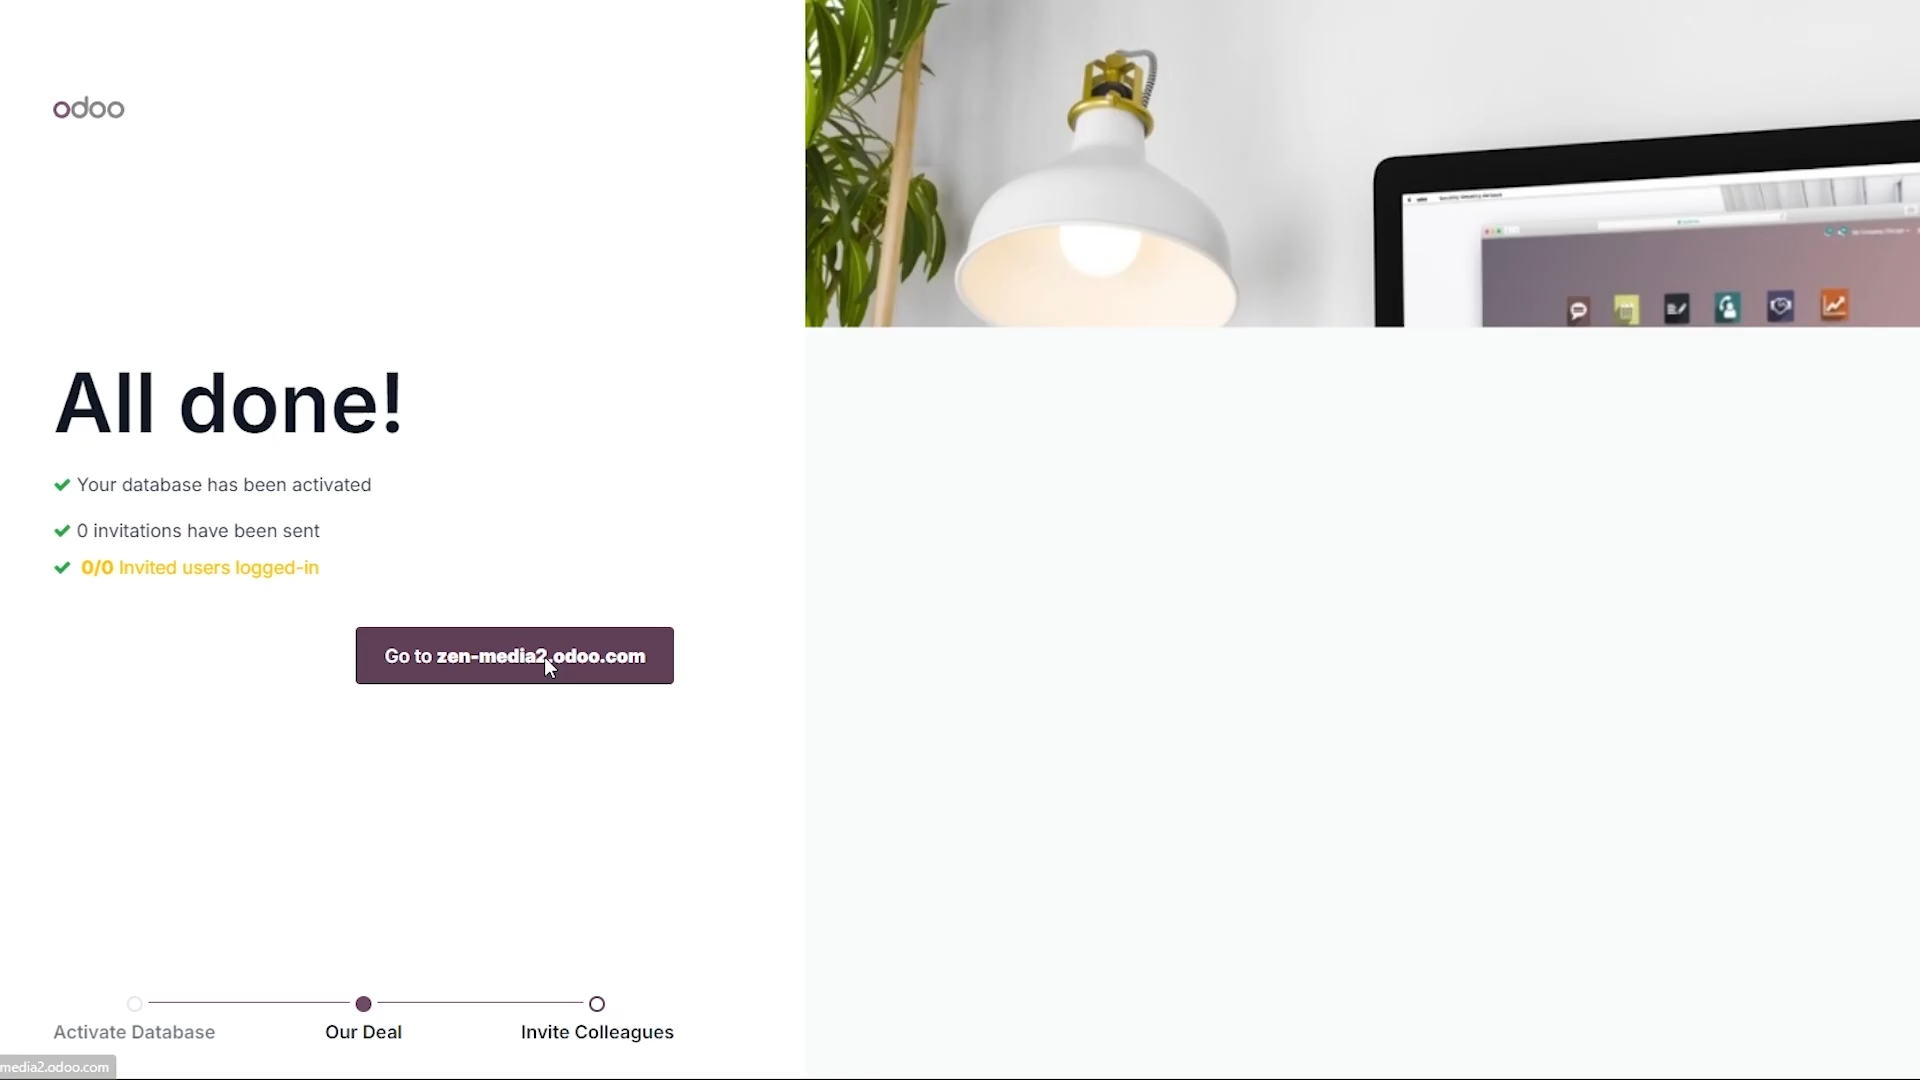 odoo
All done!
Your database has been activated
0 invitations have been sent
0/0 Invited users logged-in
Go to zen-media2.odoo.com
Activate Database
Our Deal
Invite Colleagues
media2.odoo.com